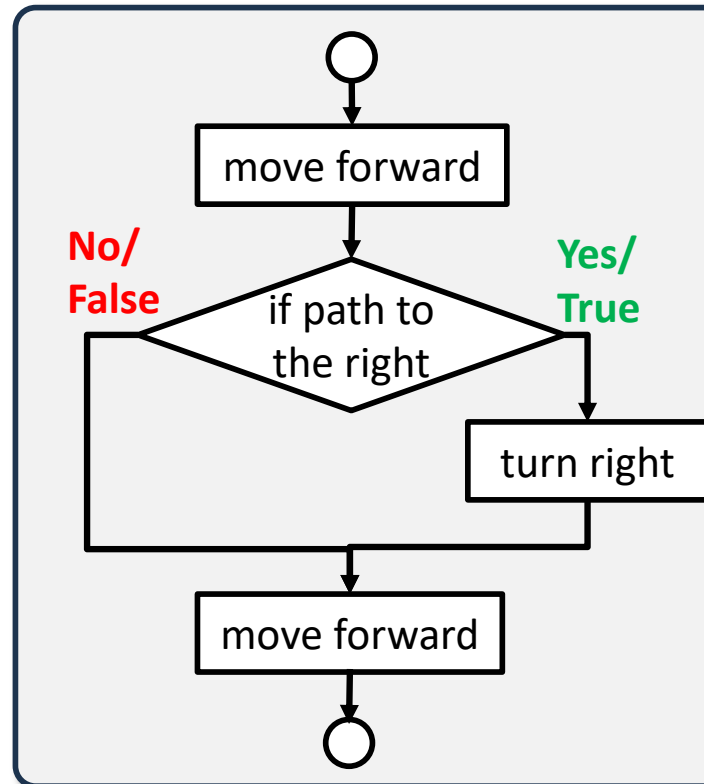 move forward
No/
False
Yes/
True
if path to
the right
turn right
move forward